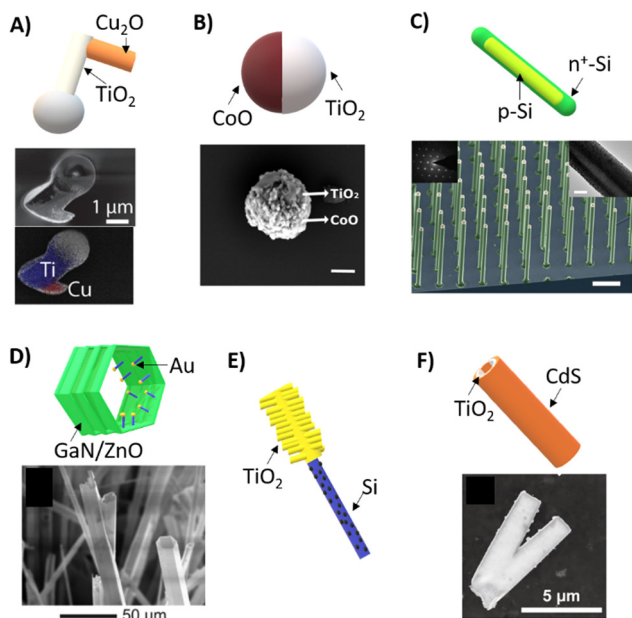 A)
Cu₂O
TiO₂
1 μm
Ti
Cu
B)
CoO
TiO₂
TiO₂
CoO
C)
n⁺-Si
p-Si
D)
Au
GaN/ZnO
50 μm
E)
TiO₂
Si
F)
CdS
TiO₂
5 μm